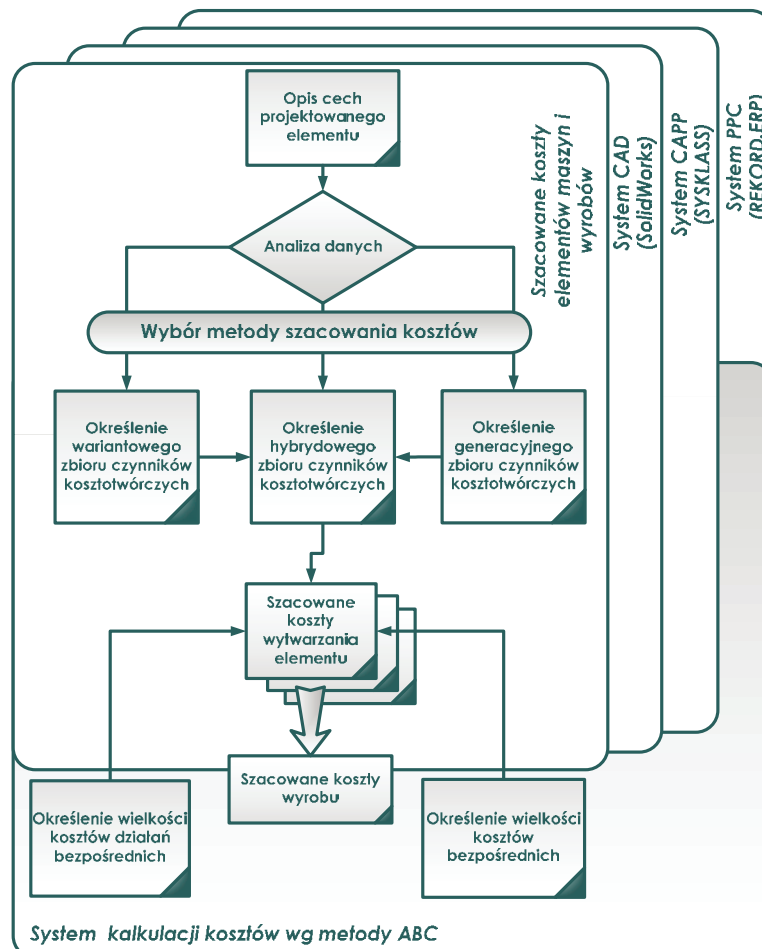 Opis cech
projektowanego
elementu
Analiza danych
Wybór metody szacowania kosztów
Określenie
wariantowego
zbioru czynników
kosztotwórczych
Określenie
hybrydowego
zbioru czynników
kosztotwórczych
Określenie
generacyjnego
zbioru czynników
kosztotwórczych
Szacowane
koszty
wytwarzania
elementu
Szacowane koszty
wyrobu
Określenie wielkości
kosztów działań
bezpośrednich
Określenie wielkości
kosztów
bezpośrednich
System kalkulacji kosztów wg metody ABC
Szacowane koszty
elementów maszyn i
wyrobów
System CAD
(SolidWorks)
System CAPP
(SYSKLASS)
System PPC
(REKORD.ERP)